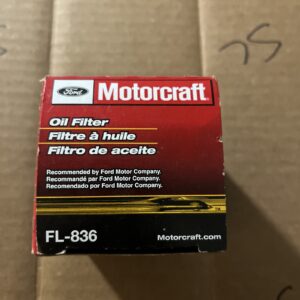 Ford Motorcraft®
Oil Filter
Filtre à huile
Filtro de aceite
Recommended by Ford Motor Company.
Recommandé par Ford Motor Company.
Recomendado por Ford Motor Company.
TM
FL-836 Motorcraft.com